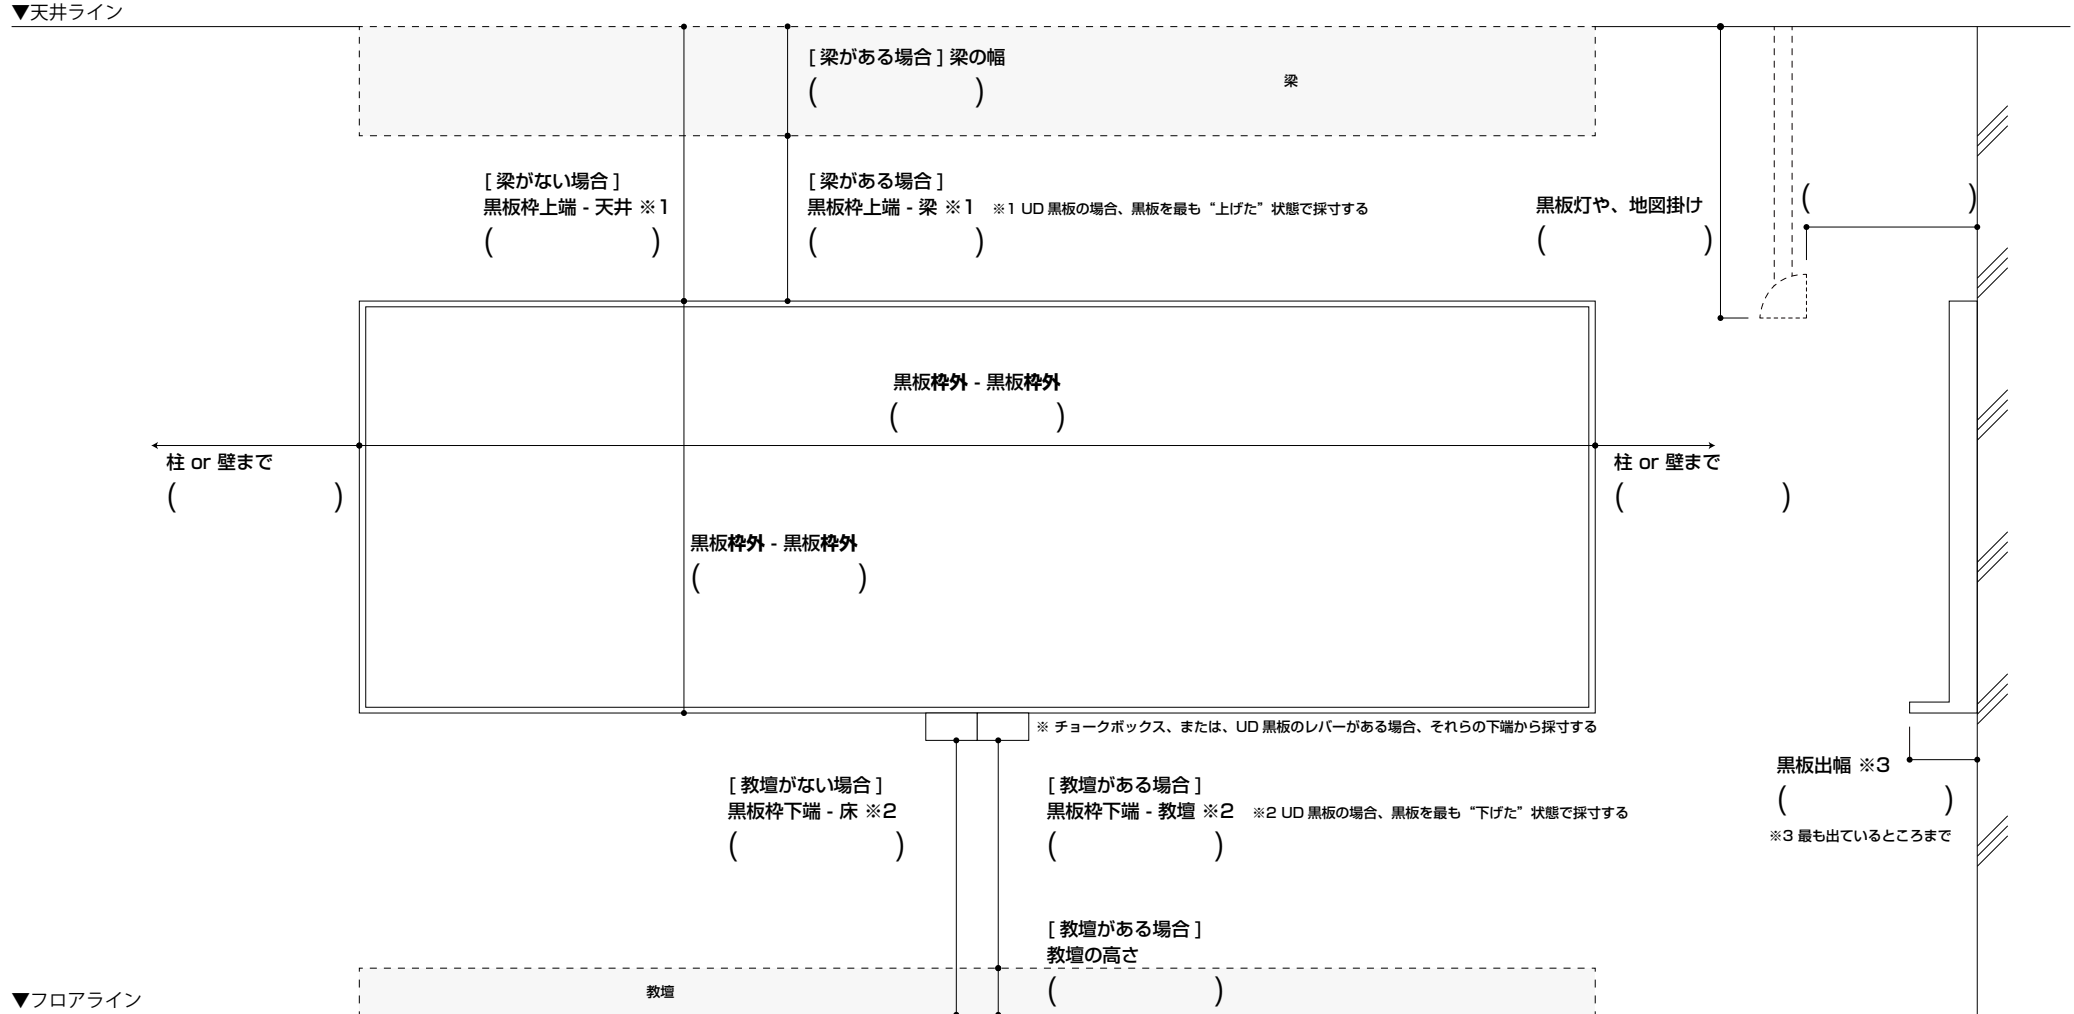 ▼天井ライン
[ 梁がある場合 ] 梁の幅
(　　　　)
梁
[ 梁がない場合 ]
黒板枠上端 - 天井 ※1
(　　　　)
[ 梁がある場合 ]
黒板枠上端 - 梁 ※1
※1 UD 黒板の場合、黒板を最も“上げた”状態で採寸する
(　　　　)
黒板灯や、地図掛け
(　　　　)
(　　　　)
黒板枠外 - 黒板枠外
(　　　　)
柱 or 壁まで
(　　　　)
柱 or 壁まで
(　　　　)
黒板枠外 - 黒板枠外
(　　　　)
※ チョークボックス、または、UD 黒板のレバーがある場合、それらの下端から採寸する
[ 教壇がない場合 ]
黒板枠下端 - 床 ※2
(　　　　)
[ 教壇がある場合 ]
黒板枠下端 - 教壇 ※2
※2 UD 黒板の場合、黒板を最も“下げた”状態で採寸する
(　　　　)
黒板出幅 ※3
(　　　　)
※3 最も出ているところまで
[ 教壇がある場合 ]
教壇の高さ
(　　　　)
教壇
▼フロアライン